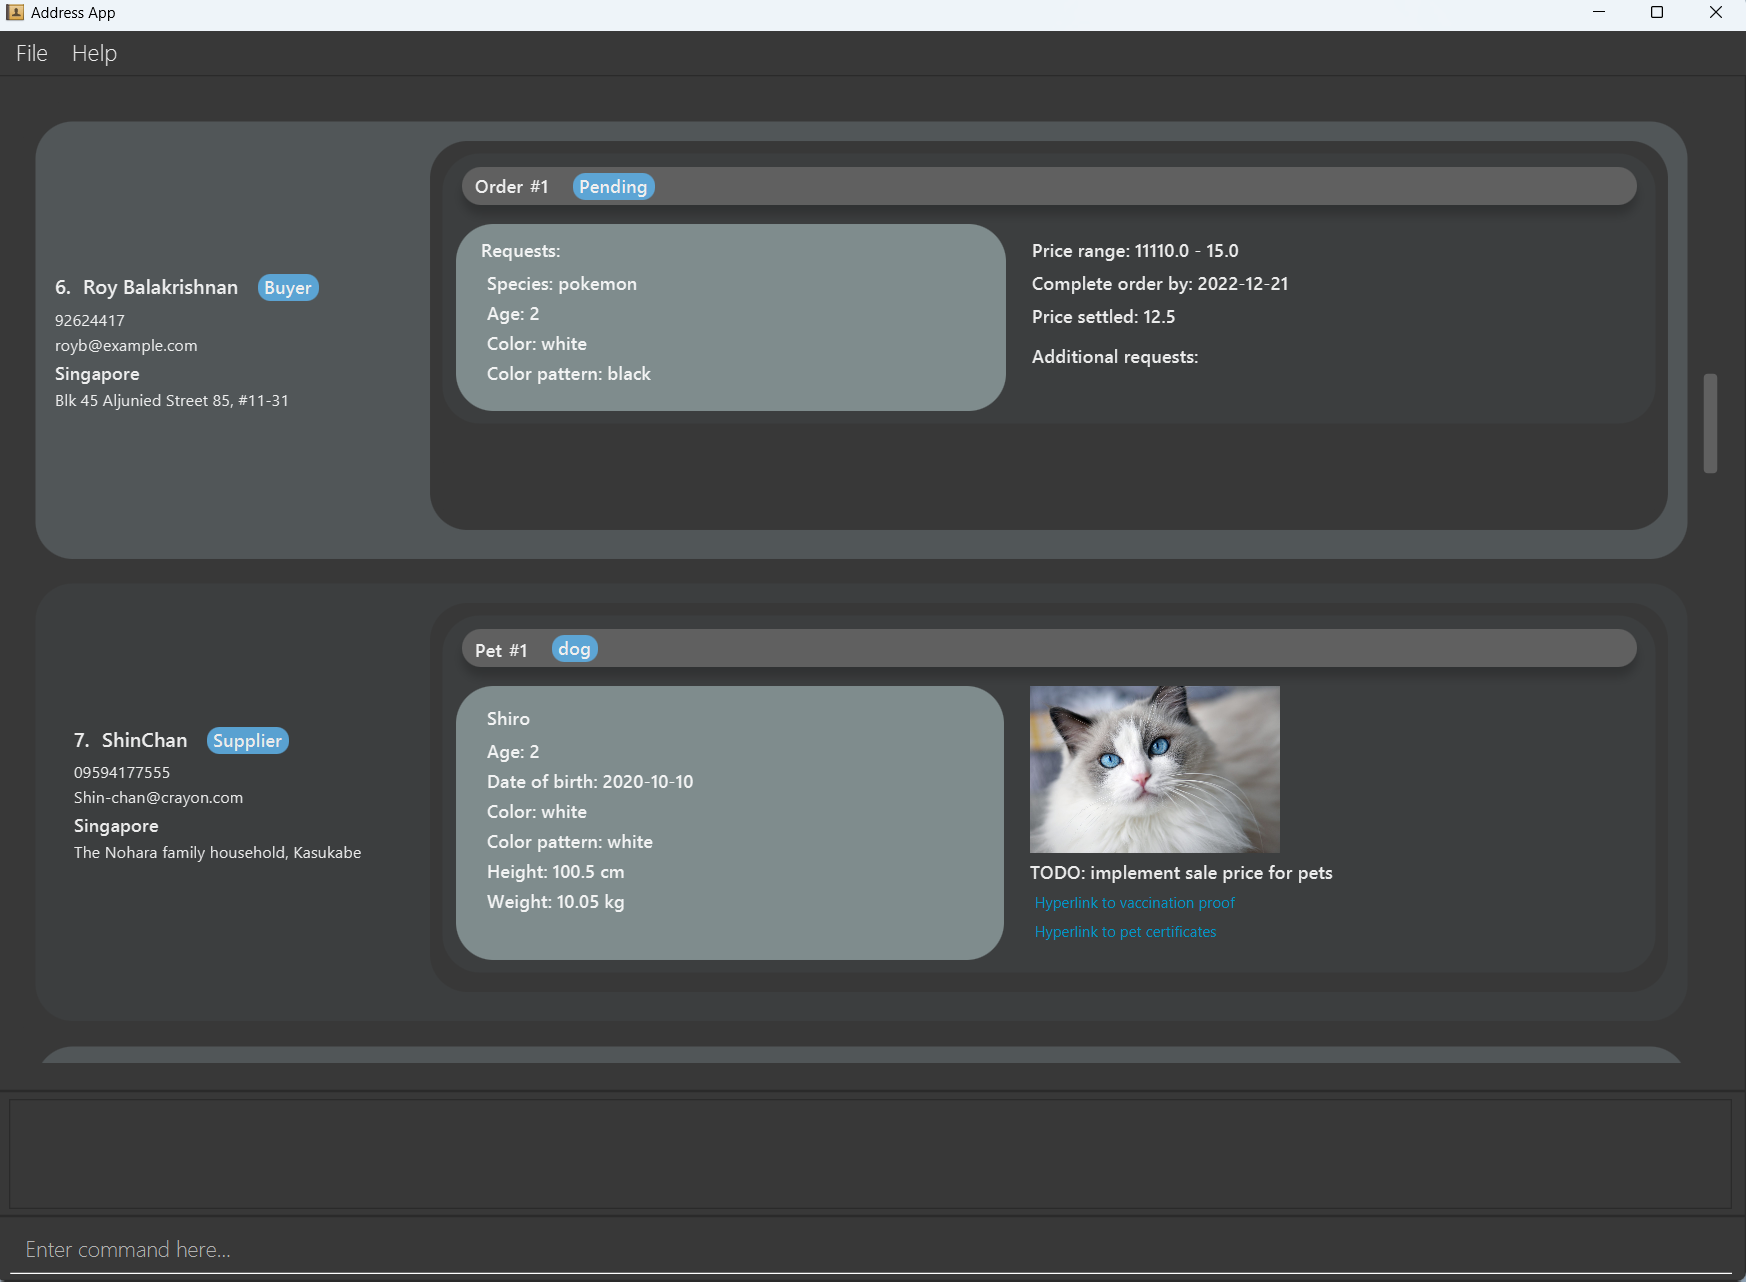 Address App
File Help
6. Roy Balakrishnan Buyer
92624417
royb@example.com
Singapore
Blk 45 Aljunied Street 85, #11-31
Order #1 Pending
Requests:
Species: pokemon
Age: 2
Color: white
Color pattern: black
Price range: 11110.0 - 15.0
Complete order by: 2022-12-21
Price settled: 12.5
Additional requests:
7. ShinChan Supplier
09594177555
Shin-chan@crayon.com
Singapore
The Nohara family household, Kasukabe
Pet #1 dog
Shiro
Age: 2
Date of birth: 2020-10-10
Color: white
Color pattern: white
Height: 100.5 cm
Weight: 10.05 kg
TODO: implement sale price for pets
Hyperlink to vaccination proof
Hyperlink to pet certificates
Enter command here...